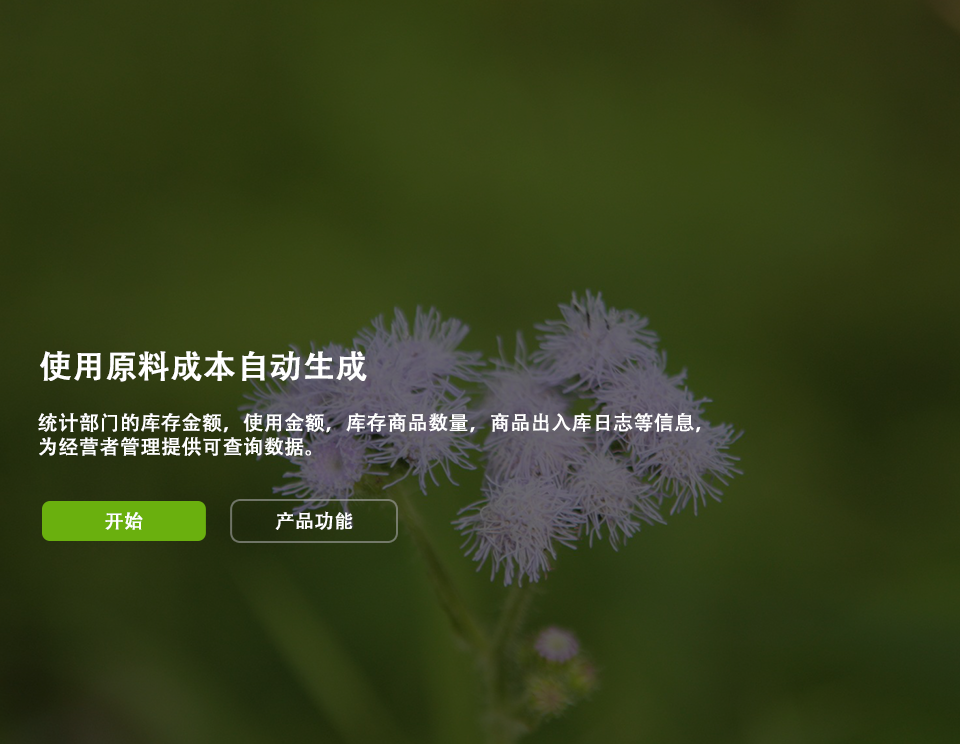 使用原料成本自动生成
统计部门的库存金额，使用金额，库存商品数量，商品出入库日志等信息，
为经营者管理提供可查询数据。
开始
产品功能